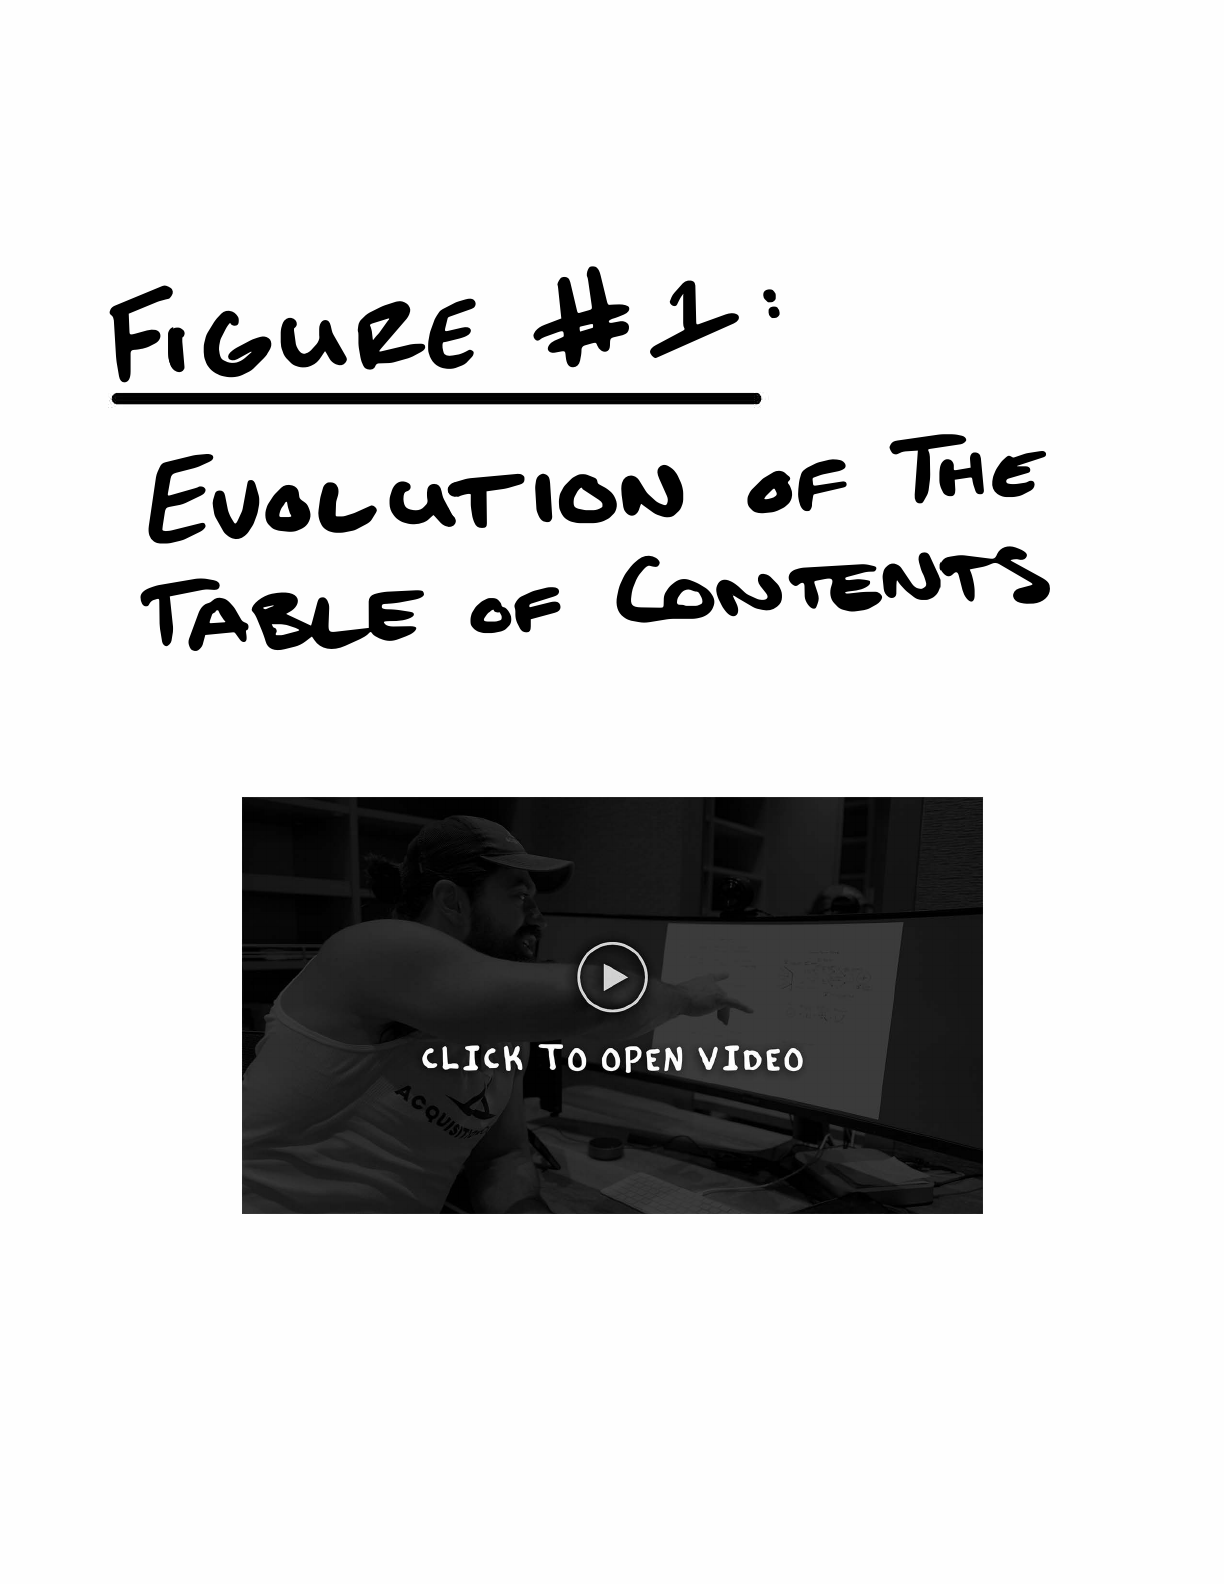 FIGURE #1:
EVOLUTION OF THE
TABLE OF CONTENTS
CLICK TO OPEN VIDEO